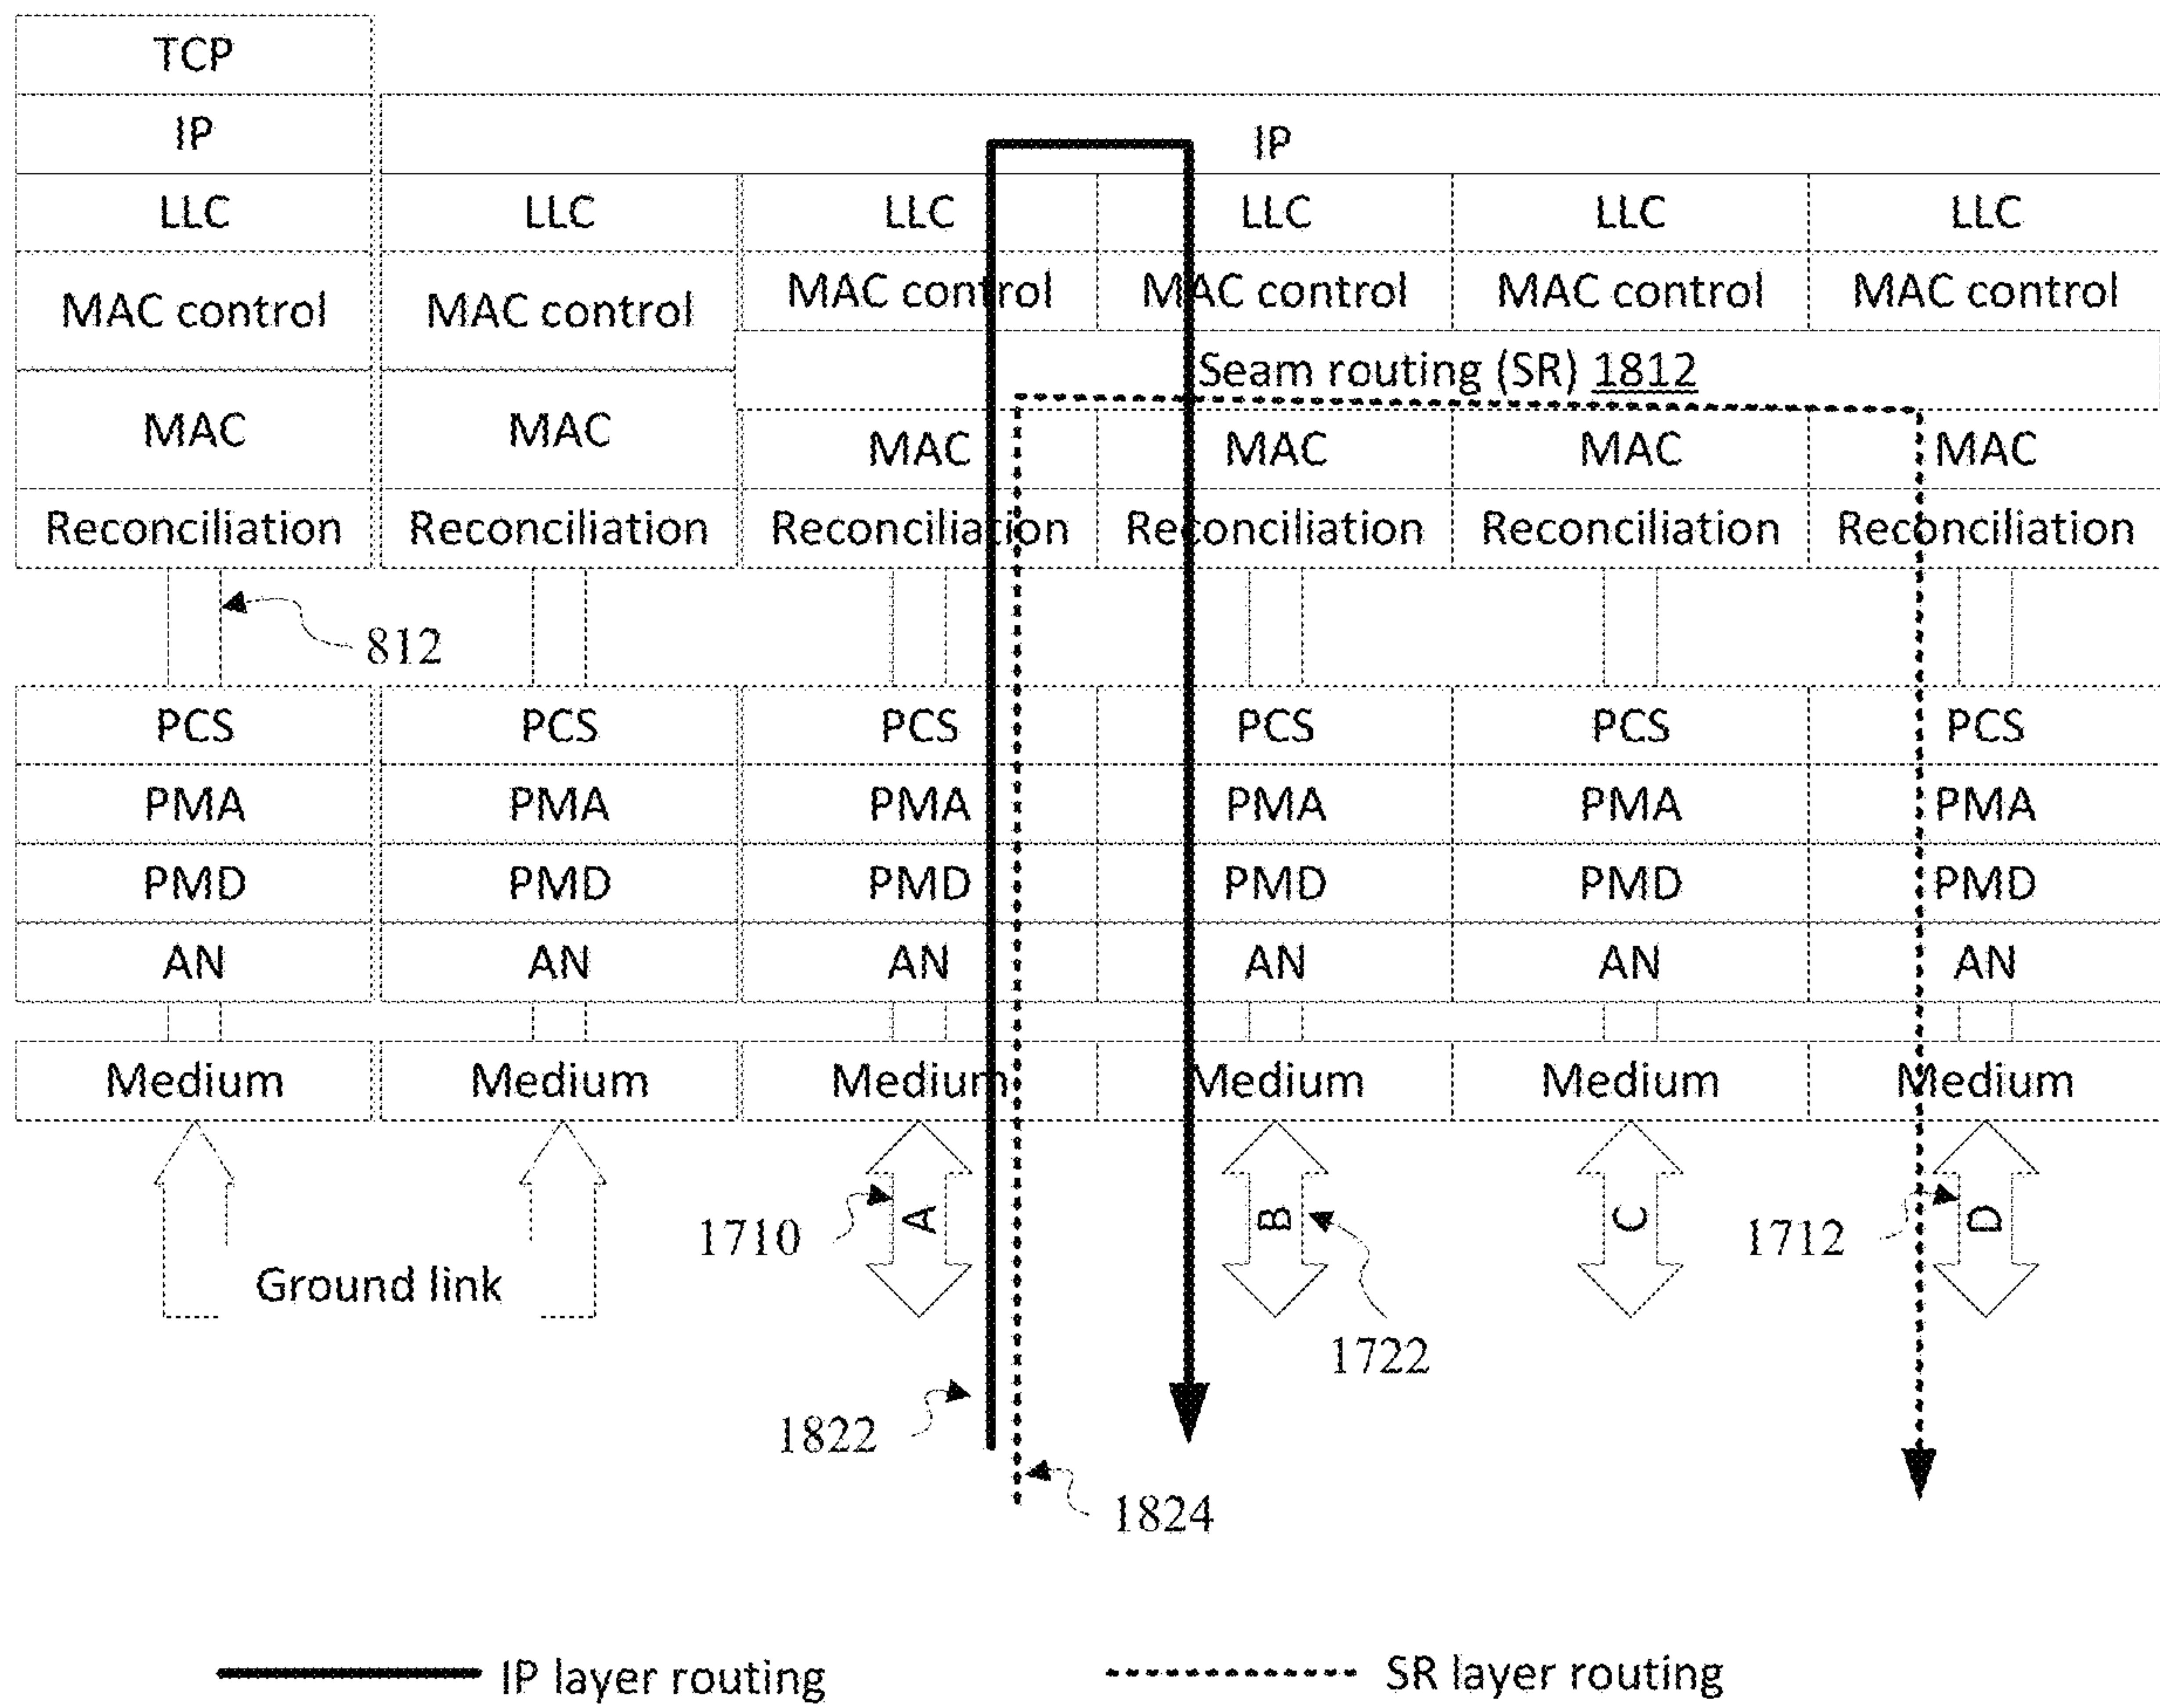 TCP
IP IP
LLC LLC LLC LLC LLC LLC
MAC control MAC control MAC control MAC control MAC control MAC control
Seam routing (SR) 1812
MAC MAC MAC MAC MAC MAC
Reconciliation Reconciliation Reconciliation Reconciliation Reconciliation Reconciliation
812
PCS PCS PCS PCS PCS PCS
PMA PMA PMA PMA PMA PMA
PMD PMD PMD PMD PMD PMD
AN AN AN AN AN AN
Medium Medium Medium Medium Medium Medium
1710 A B C 1712 D
Ground link
1722
1822
1824
IP layer routing SR layer routing